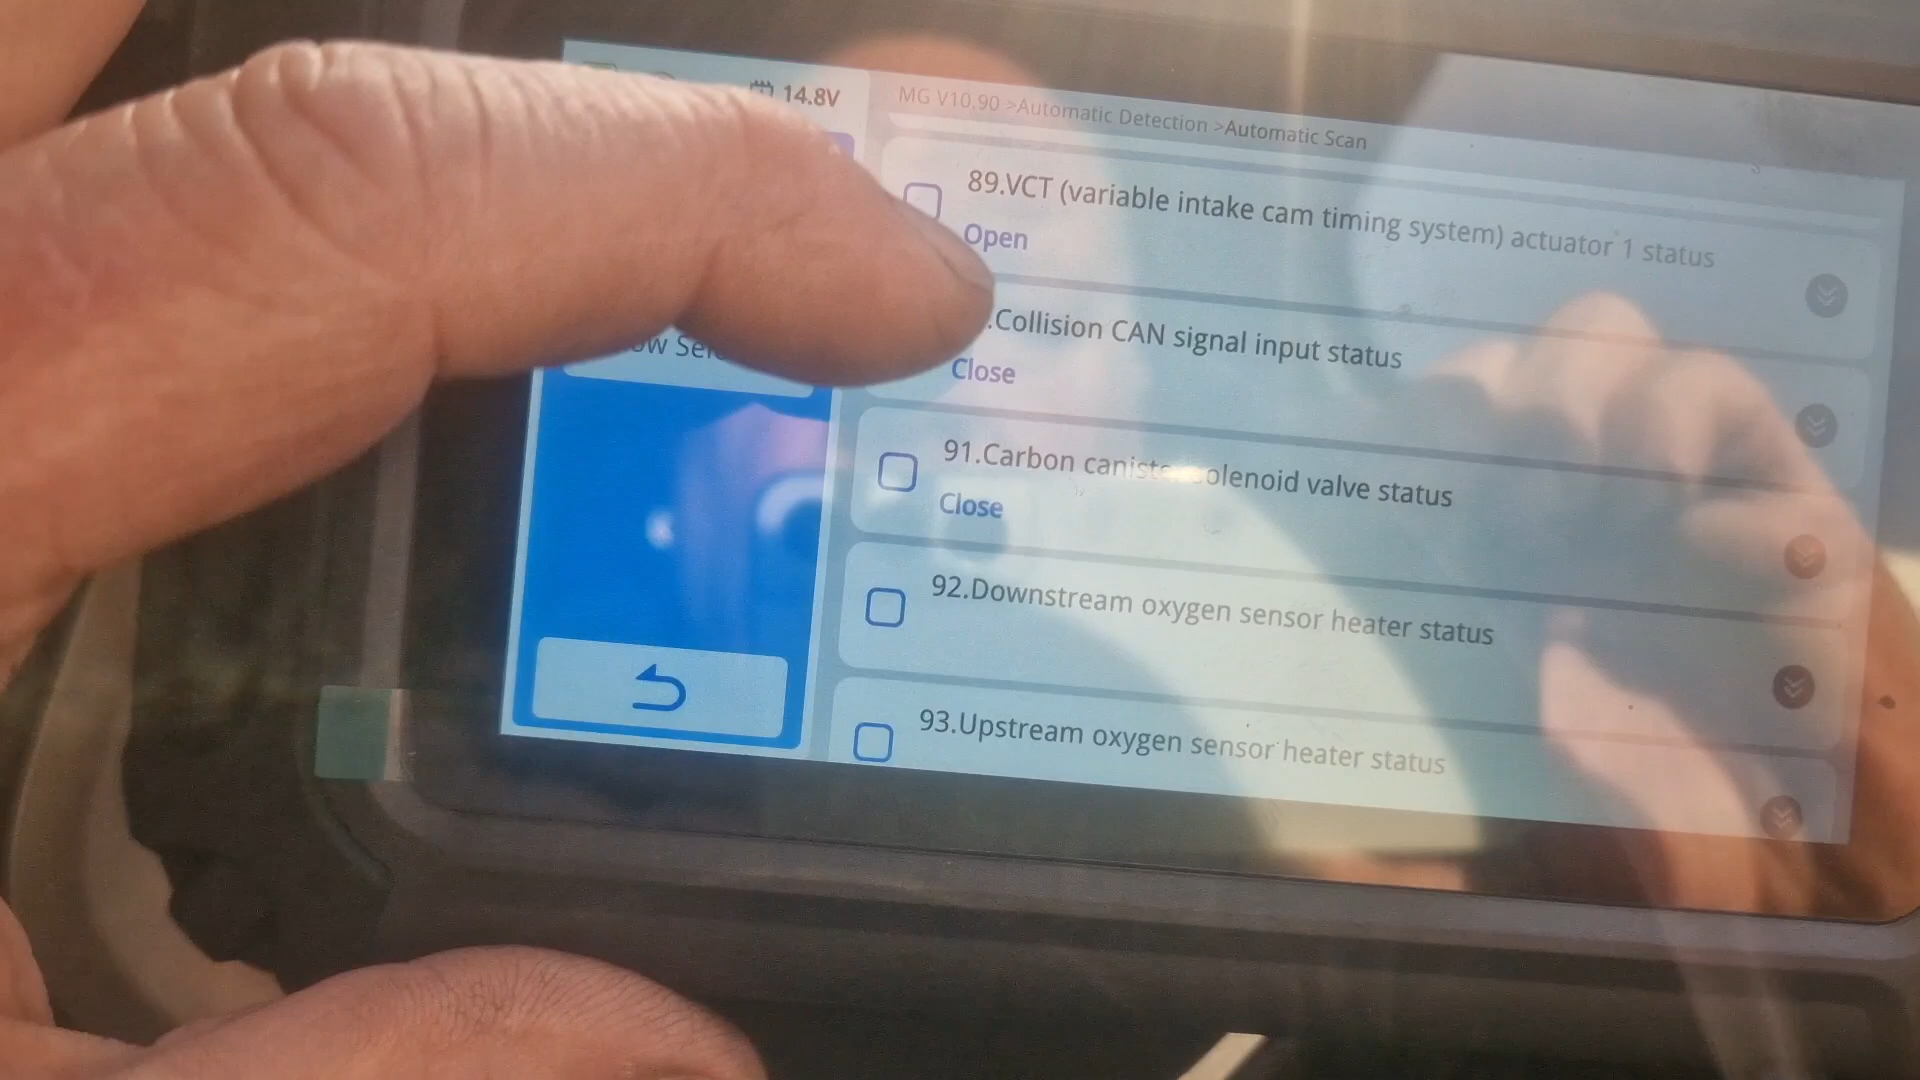 14.8V
MG V10.90 >Automatic Detection >Automatic Scan
89.VCT (variable intake cam timing system) actuator 1 status
Open
.Collision CAN signal input status
Close
91.Carbon solenoid valve status
Close
92.Downstream oxygen sensor heater status
93.Upstream oxygen sensor heater status